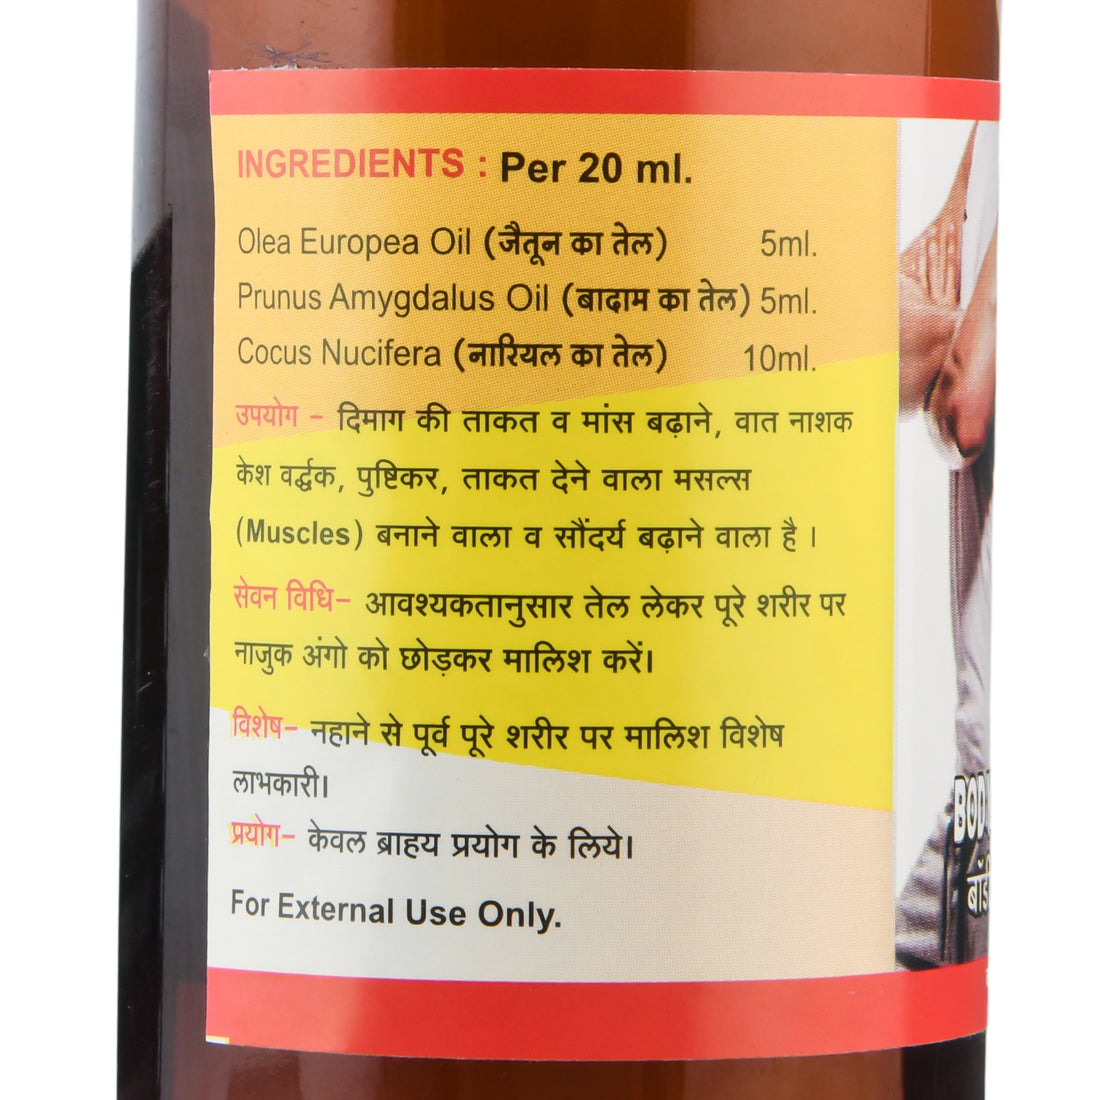 INGREDIENTS : Per 20 ml.
Olea Europea Oil (जैतून का तेल) 5ml.
Prunus Amygdalus Oil (बादाम का तेल) 5ml.
Cocus Nucifera (नारियल का तेल) 10ml.
उपयोग - दिमाग की ताकत व मांस बढ़ाने, वात नाशक
केश वर्द्धक, पुष्टिकर, ताकत देने वाला मसल्स
(Muscles) बनाने वाला व सौंदर्य बढ़ाने वाला है ।
सेवन विधि- आवश्यकतानुसार तेल लेकर पूरे शरीर पर
नाजुक अंगो को छोड़कर मालिश करें।
विशेष- नहाने से पूर्व पूरे शरीर पर मालिश विशेष
लाभकारी।
प्रयोग- केवल ब्राहय प्रयोग के लिये।
For External Use Only.